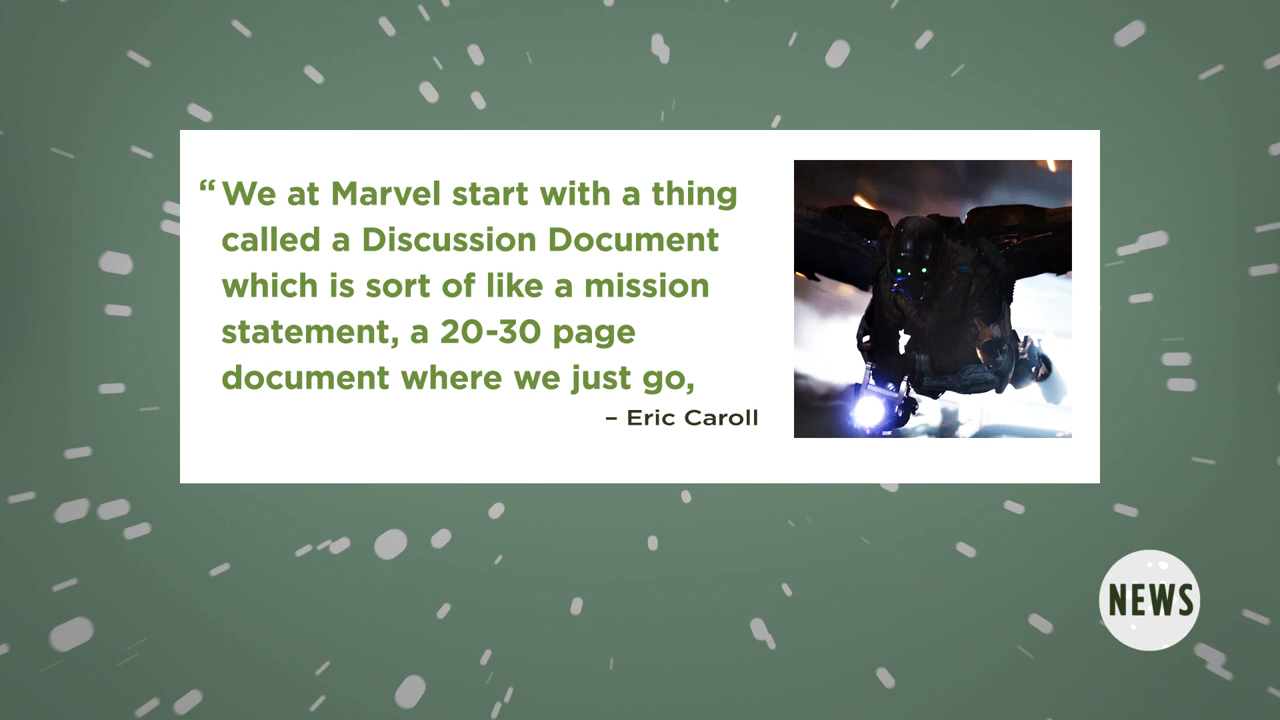 “We at Marvel start with a thing
called a Discussion Document
which is sort of like a mission
statement, a 20-30 page
document where we just go,
– Eric Caroll
NEWS